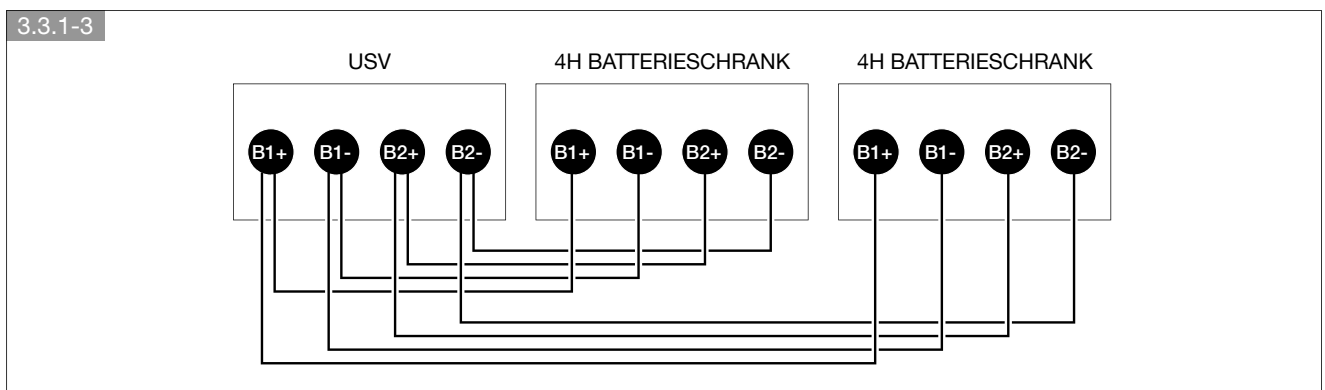 3.3.1-3
USV 4H BATTERIESCHRANK 4H BATTERIESCHRANK
B1+ B1- B2+ B2- B1+ B1- B2+ B2- B1+ B1- B2+ B2-